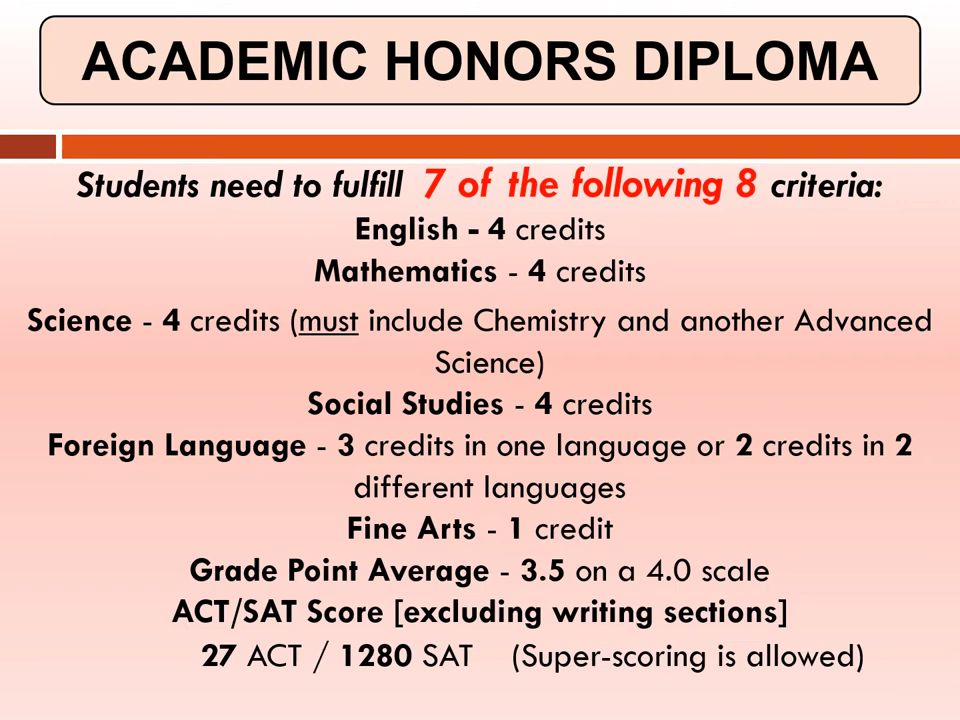 ACADEMIC HONORS DIPLOMA
Students need to fulfill 7 of the following 8 criteria:
English - 4 credits
Mathematics - 4 credits
Science - 4 credits (must include Chemistry and another Advanced
Science)
Social Studies - 4 credits
Foreign Language - 3 credits in one language or 2 credits in 2
different languages
Fine Arts - 1 credit
Grade Point Average - 3.5 on a 4.0 scale
ACT/SAT Score [excluding writing sections]
27 ACT / 1280 SAT (Super-scoring is allowed)